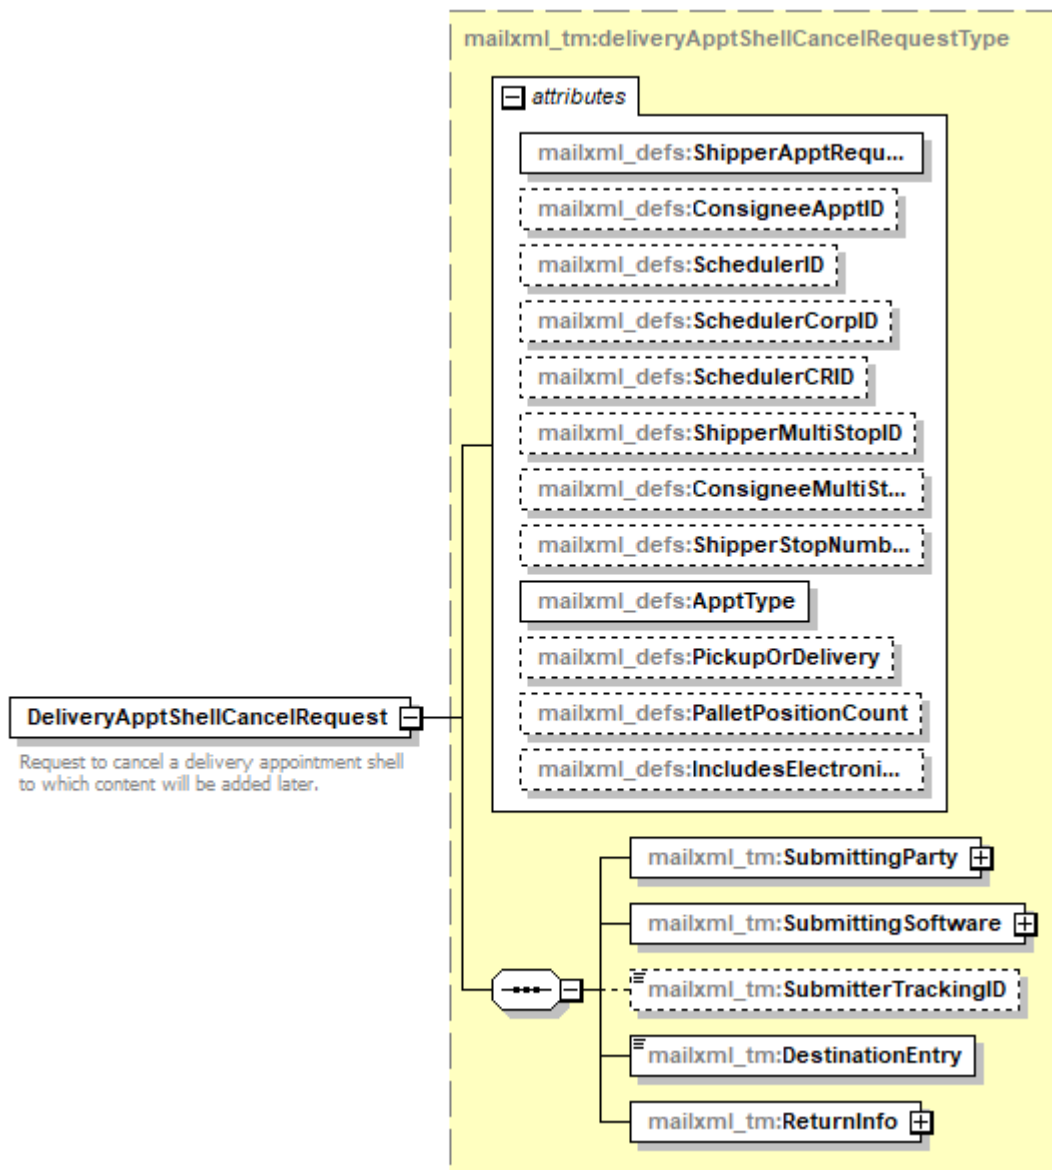 mailxml_tm:deliveryApptShellCancelRequestType
attributes
mailxml_defs:ShipperApptRequ...
mailxml_defs:ConsigneeApptID
mailxml_defs:SchedulerID
mailxml_defs:SchedulerCorpID
mailxml_defs:SchedulerCRID
mailxml_defs:ShipperMultiStopID
mailxml_defs:ConsigneeMultiSt...
mailxml_defs:ShipperStopNumb...
mailxml_defs:ApptType
mailxml_defs:PickupOrDelivery
mailxml_defs:PalletPositionCount
mailxml_defs:IncludesElectroni...
DeliveryApptShellCancelRequest
Request to cancel a delivery appointment shell
to which content will be added later.
mailxml_tm:SubmittingParty
mailxml_tm:SubmittingSoftware
mailxml_tm:SubmitterTrackingID
mailxml_tm:DestinationEntry
mailxml_tm:ReturnInfo